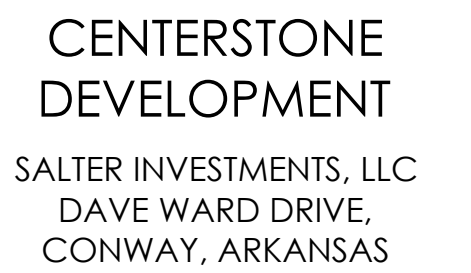 CENTERSTONE
DEVELOPMENT
SALTER INVESTMENTS, LLC
DAVE WARD DRIVE,
CONWAY, ARKANSAS